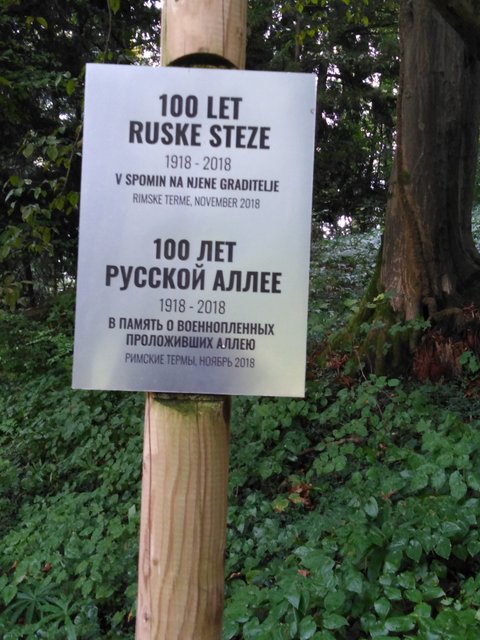 100 LET
RUSKE STEZE
1918 - 2018
V SPOMIN NA NJENE GRADITELJE
RIMSKE TERME, NOVEMBER 2018
100 ЛЕТ
РУССКОЙ АЛЛЕЕ
1918 - 2018
В ПАМЯТЬ О ВОЕННОПЛЕННЫХ
ПРОЛОЖИВШИХ АЛЛЕЮ
РИМСКИЕ ТЕРМЫ, НОЯБРЬ 2018